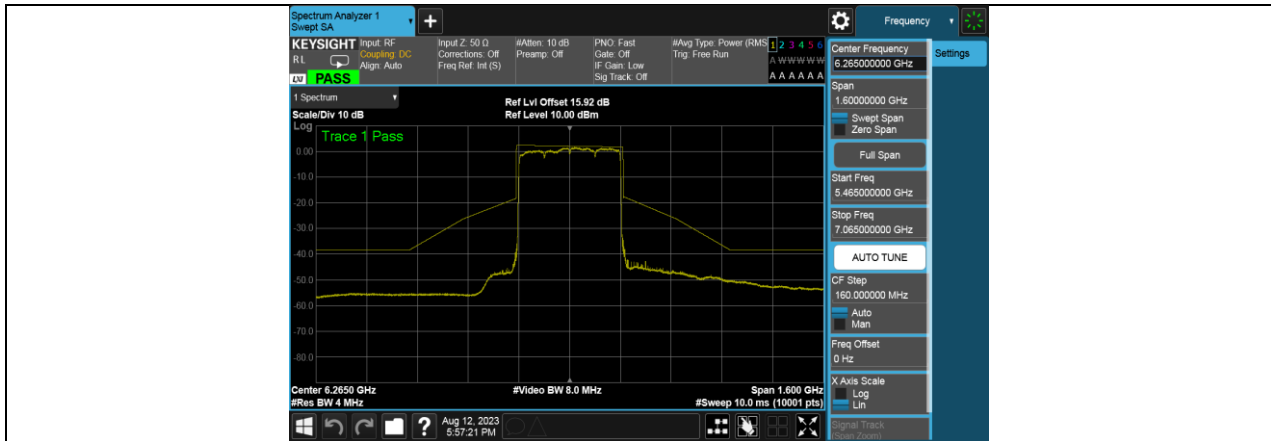 Spectrum Analyzer 1
Swept SA
Frequency
KEYSIGHT
RL
LXI PASS
Input: RF
Coupling: DC
Align: Auto
Input Z: 50 Ω
Corrections: Off
Freq Ref: Int (S)
#Atten: 10 dB
Preamp: Off
PNO: Fast
Gate: Off
IF Gain: Low
Sig Track: Off
#Avg Type: Power (RMS
Trig: Free Run
1 2 3 4 5 6
A W W W W W
A A A A A A
1 Spectrum
Scale/Div 10 dB
Ref Lvl Offset 15.92 dB
Ref Level 10.00 dBm
Log
Trace 1 Pass
0.00
-10.0
-20.0
-30.0
-40.0
-50.0
-60.0
-70.0
-80.0
Center 6.2650 GHz
#Res BW 4 MHz
#Video BW 8.0 MHz
Span 1.600 GHz
#Sweep 10.0 ms (10001 pts)
Center Frequency
6.265000000 GHz
Settings
Span
1.60000000 GHz
Swept Span
Zero Span
Full Span
Start Freq
5.465000000 GHz
Stop Freq
7.065000000 GHz
AUTO TUNE
CF Step
160.000000 MHz
Auto
Man
Freq Offset
0 Hz
X Axis Scale
Log
Lin
Signal Track
(Span Zoom)
?
Aug 12, 2023
5:57:21 PM